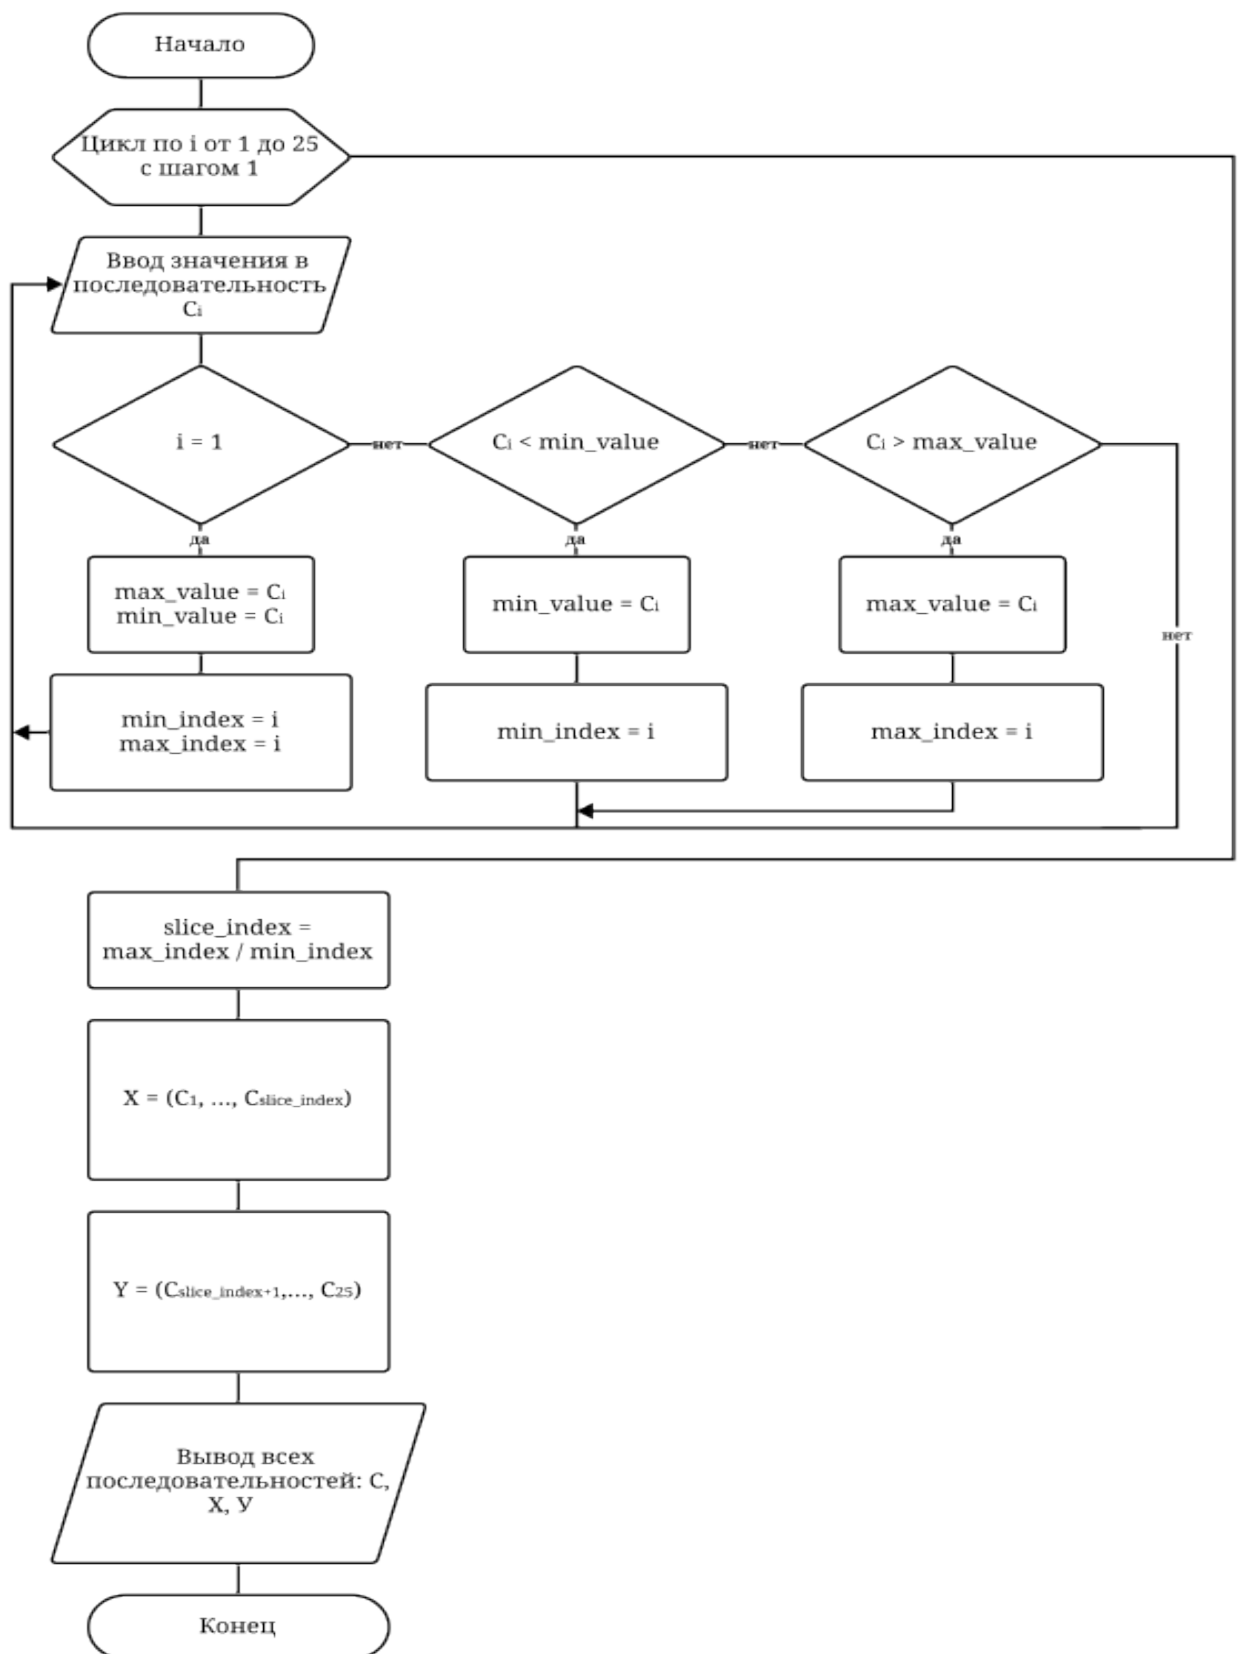 Начало
Цикл по i от 1 до 25
с шагом 1
Ввод значения в
последовательность
Cᵢ
i = 1
нет
Cᵢ < min_value
нет
Cᵢ > max_value
да
да
да
max_value = Cᵢ
min_value = Cᵢ
min_value = Cᵢ
max_value = Cᵢ
нет
min_index = i
max_index = i
min_index = i
max_index = i
slice_index =
max_index / min_index
X = (C₁, ..., Cslice_index)
Y = (Cslice_index+1,..., C₂₅)
Вывод всех
последовательностей: C,
X, У
Конец